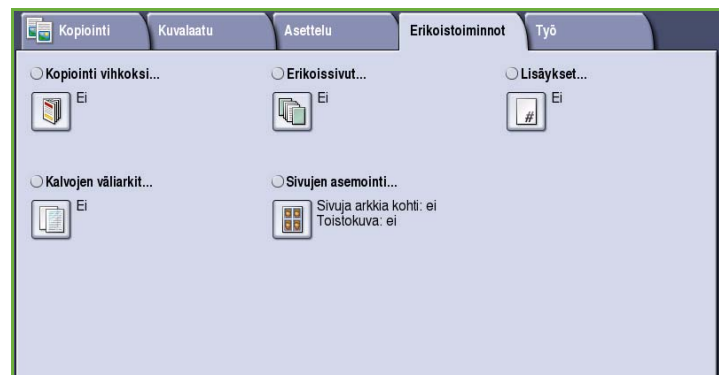 Kopiointi
Kuvalaatu
Asettelu
Erikoistoiminnot
Työ
Kopiointi vihkoksi...
Ei
Erikoissivut...
Ei
Lisäykset...
Ei
#
Kalvojen väliarkit...
Ei
Sivujen asemointi...
Sivuja arkkia kohti: ei
Toistokuva: ei